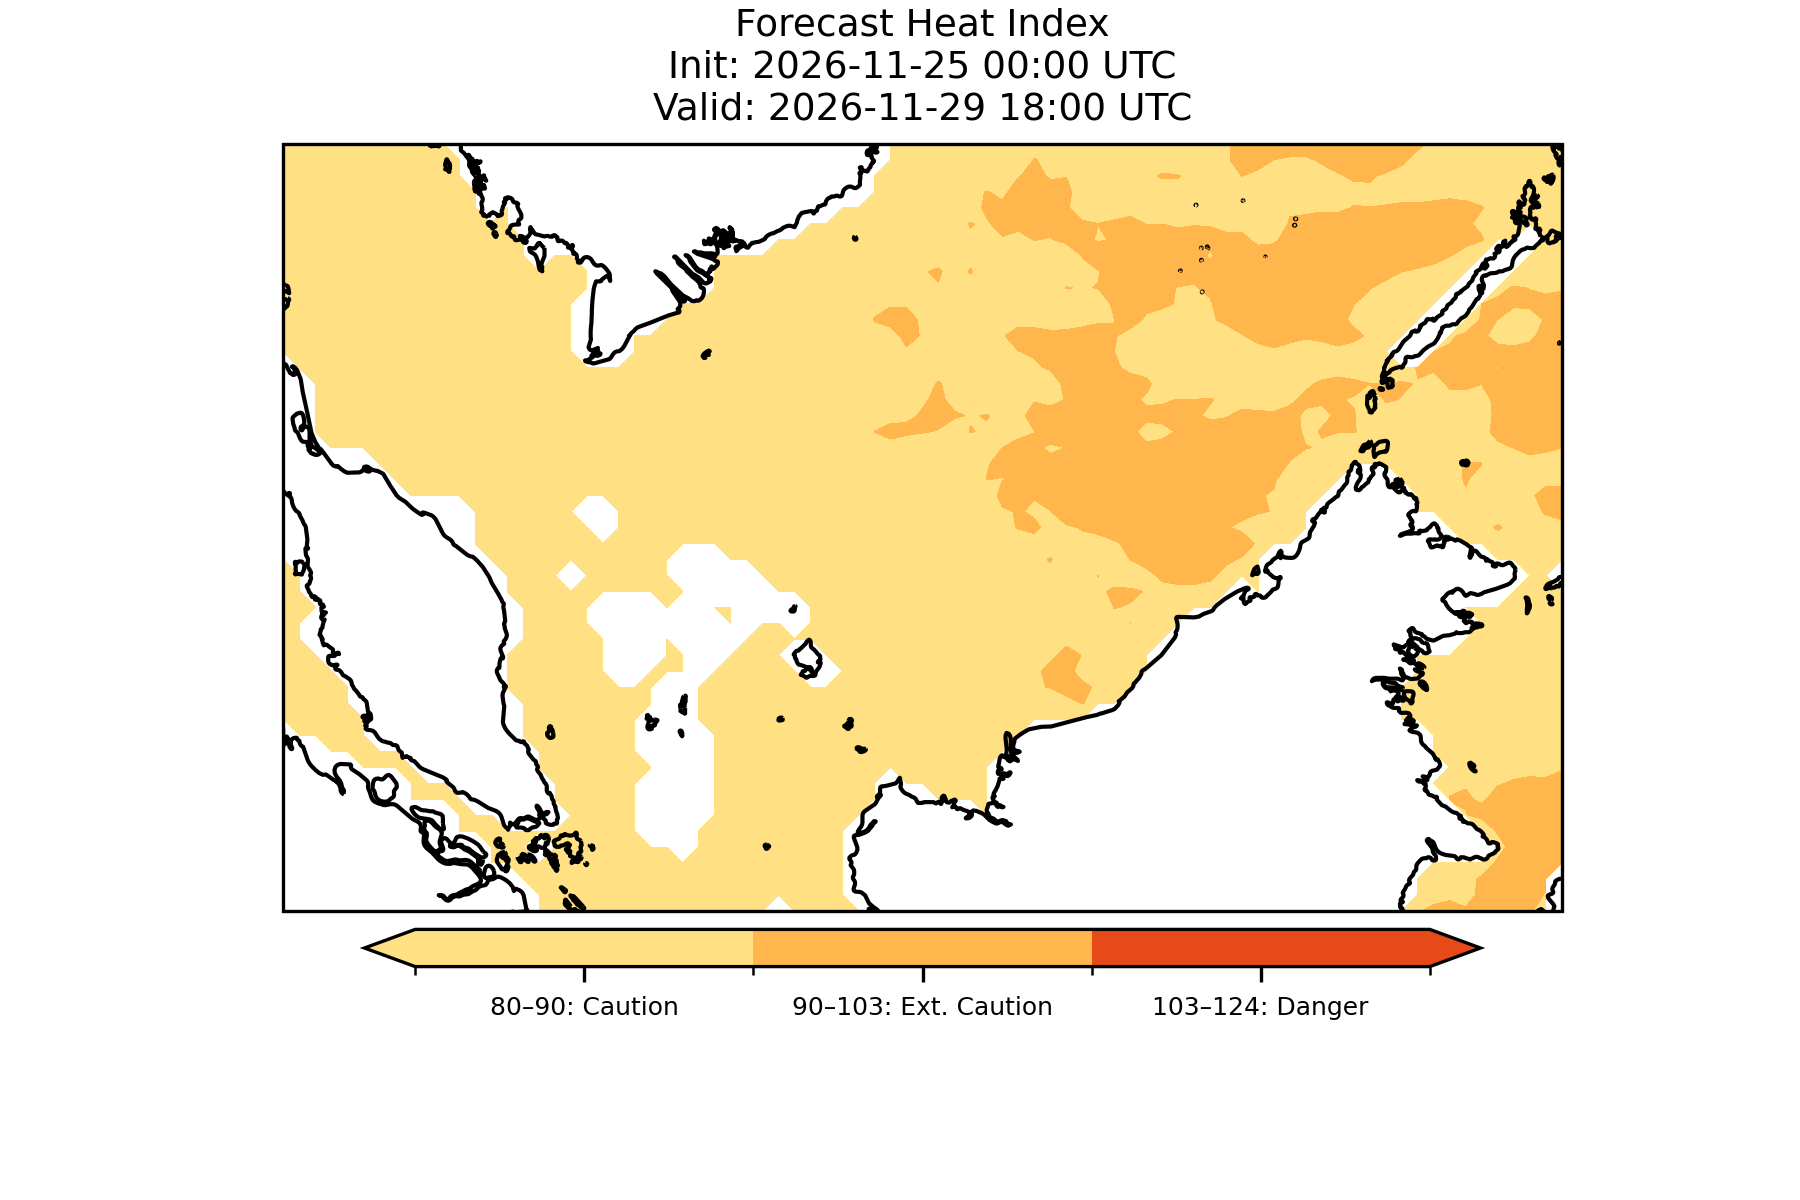 Forecast Heat Index
Init: 2026-11-25 00:00 UTC
Valid: 2026-11-29 18:00 UTC
80–90: Caution
90–103: Ext. Caution
103–124: Danger